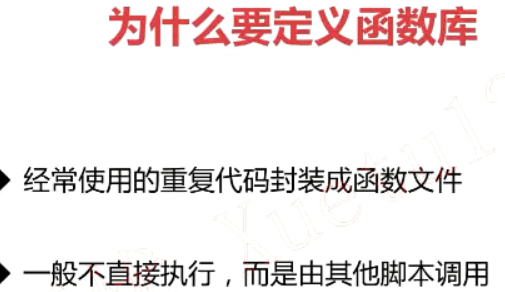 为什么要定义函数库
经常使用的重复代码封装成函数文件
一般不直接执行，而是由其他脚本调用